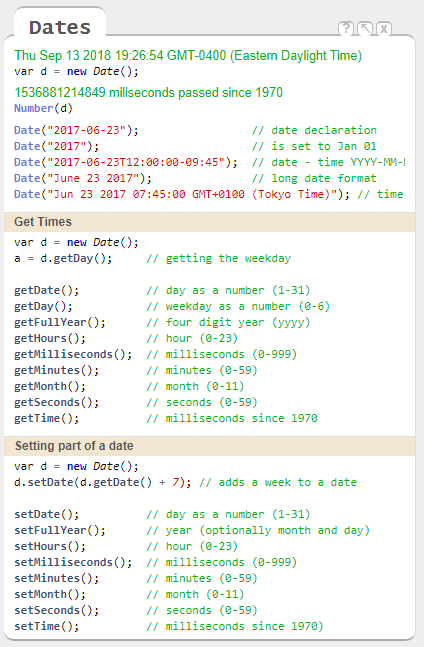 Dates
? ↖ x
Thu Sep 13 2018 19:26:54 GMT-0400 (Eastern Daylight Time)
var d = new Date();
1536881214849 miliseconds passed since 1970
Number(d)
Date("2017-06-23"); // date declaration
Date("2017"); // is set to Jan 01
Date("2017-06-23T12:00:00-09:45"); // date - time YYYY-MM-
Date("June 23 2017"); // long date format
Date("Jun 23 2017 07:45:00 GMT+0100 (Tokyo Time)"); // time
Get Times
var d = new Date();
a = d.getDay(); // getting the weekday
getDate(); // day as a number (1-31)
getDay(); // weekday as a number (0-6)
getFullYear(); // four digit year (yyyy)
getHours(); // hour (0-23)
getMilliseconds(); // milliseconds (0-999)
getMinutes(); // minutes (0-59)
getMonth(); // month (0-11)
getSeconds(); // seconds (0-59)
getTime(); // milliseconds since 1970
Setting part of a date
var d = new Date();
d.setDate(d.getDate() + 7); // adds a week to a date
setDate(); // day as a number (1-31)
setFullYear(); // year (optionally month and day)
setHours(); // hour (0-23)
setMilliseconds(); // milliseconds (0-999)
setMinutes(); // minutes (0-59)
setMonth(); // month (0-11)
setSeconds(); // seconds (0-59)
setTime(); // milliseconds since 1970)